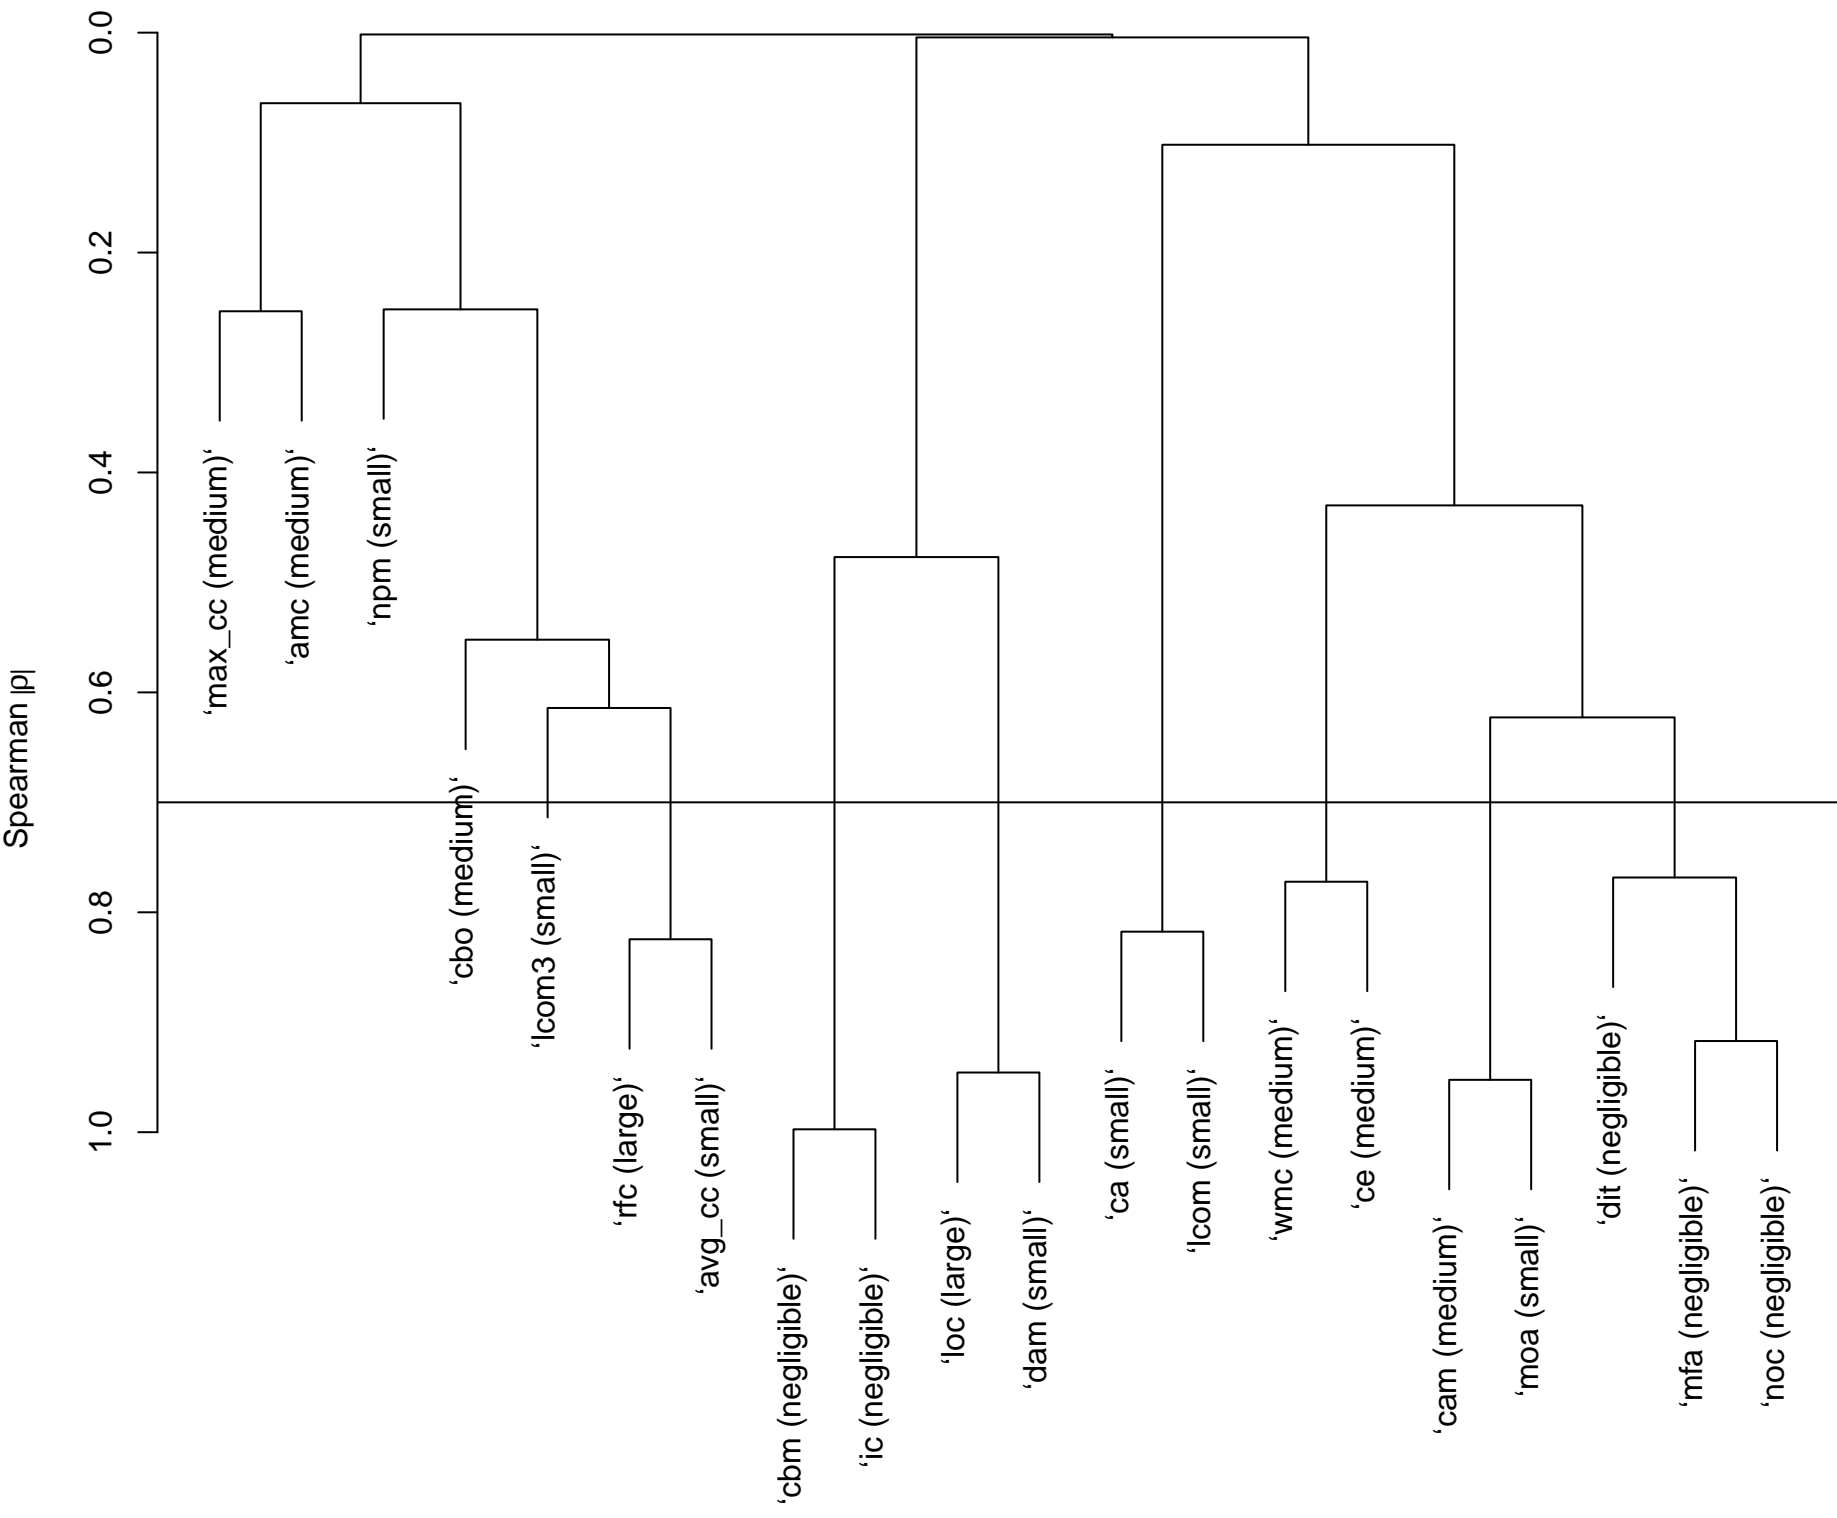 0.0
0.2
0.4
0.6
0.8
1.0
Spearman |ρ|
‘max_cc (medium)‘
‘amc (medium)‘
‘npm (small)‘
‘cbo (medium)‘
‘lcom3 (small)‘
‘rfc (large)‘
‘avg_cc (small)‘
‘cbm (negligible)‘
‘ic (negligible)‘
‘loc (large)‘
‘dam (small)‘
‘ca (small)‘
‘lcom (small)‘
‘wmc (medium)‘
‘ce (medium)‘
‘cam (medium)‘
‘moa (small)‘
‘dit (negligible)‘
‘mfa (negligible)‘
‘noc (negligible)‘